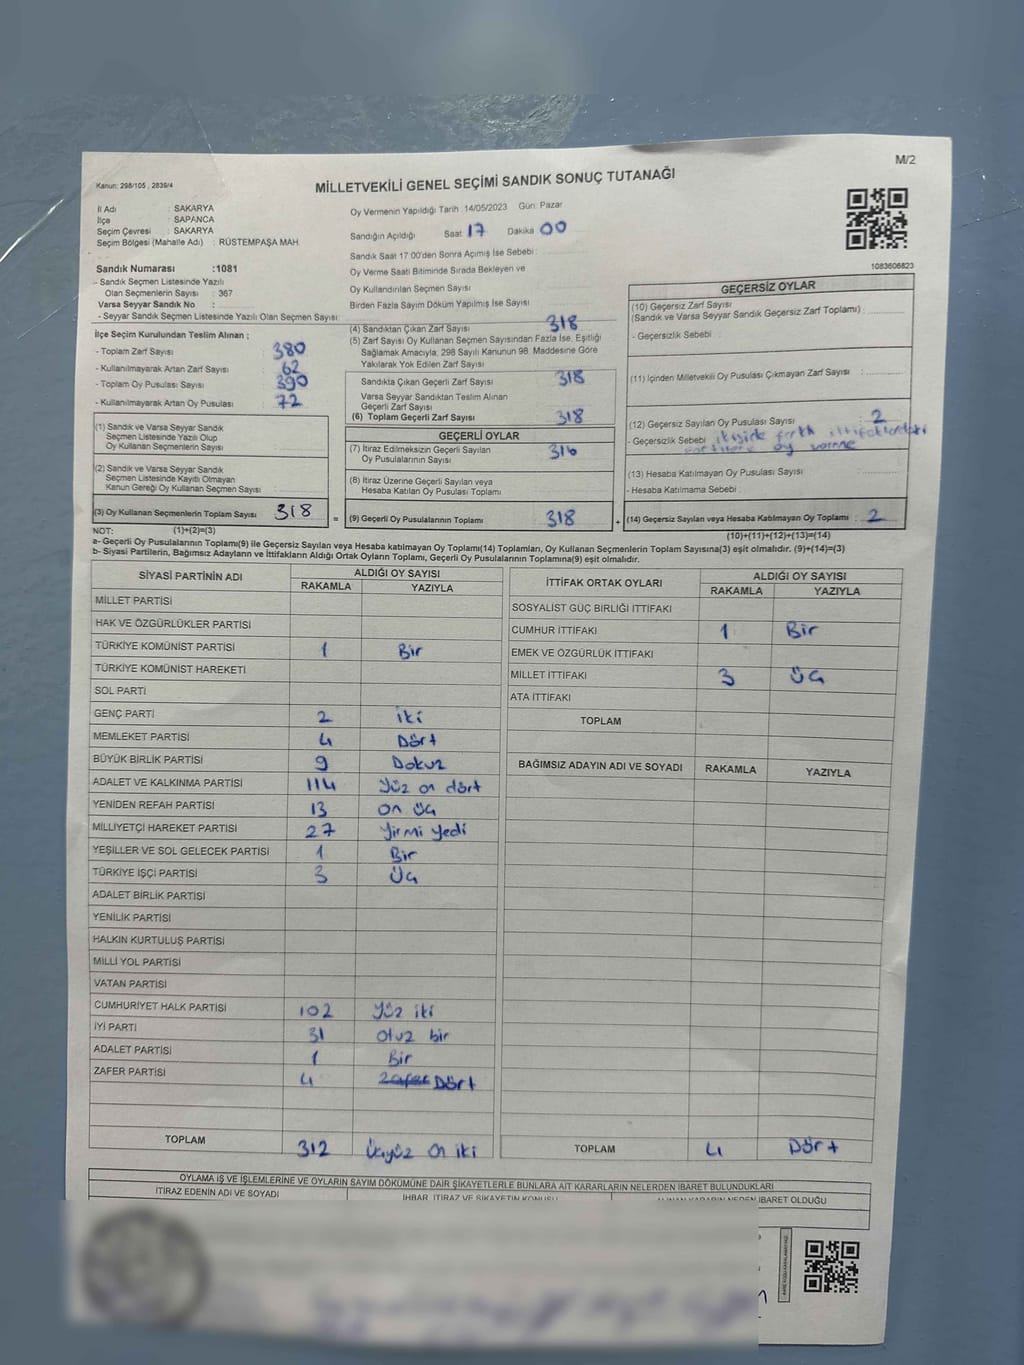 M/2
Kanun: 298/105 , 2839/4
MİLLETVEKİLİ GENEL SEÇİMİ SANDIK SONUÇ TUTANAĞI
İl Adı : SAKARYA
İlçe : SAPANCA
Seçim Çevresi : SAKARYA
Seçim Bölgesi (Mahalle Adı) : RÜSTEMPAŞA MAH.
Sandık Numarası :1081
- Sandık Seçmen Listesinde Yazılı
Olan Seçmenlerin Sayısı : 367
Varsa Seyyar Sandık No :
- Seyyar Sandık Seçmen Listesinde Yazılı Olan Seçmen Sayısı:
Oy Vermenin Yapıldığı Tarih :14/05/2023 Gün: Pazar
Sandığın Açıldığı Saat 17 Dakika 00
Sandık Saat 17:00'den Sonra Açımış İse Sebebi:
Oy Verme Saati Bitiminde Sırada Bekleyen ve
Oy Kullandırılan Seçmen Sayısı
Birden Fazla Sayım Döküm Yapılmış İse Sayısı
1083606823
İlçe Seçim Kurulundan Teslim Alınan ;
- Toplam Zarf Sayısı 380
- Kullanılmayarak Artan Zarf Sayısı 62
- Toplam Oy Pusulası Sayısı 390
- Kullanılmayarak Artan Oy Pusulası 72
(1) Sandık ve Varsa Seyyar Sandık
Seçmen Listesinde Yazılı Olup
Oy Kullanan Seçmenlerin Sayısı
(2) Sandık ve Varsa Seyyar Sandık
Seçmen Listesinde Kayıtlı Olmayan
Kanun Gereği Oy Kullanan Seçmen Sayısı
(3) Oy Kullanan Seçmenlerin Toplam Sayısı 318
(4) Sandıktan Çıkan Zarf Sayısı 318
(5) Zarf Sayısı Oy Kullanan Seçmen Sayısından Fazla İse, Eşitliği
Sağlamak Amacıyla, 298 Sayılı Kanunun 98. Maddesine Göre
Yakılarak Yok Edilen Zarf Sayısı
Sandıkta Çıkan Geçerli Zarf Sayısı 318
Varsa Seyyar Sandıktan Teslim Alınan
Geçerli Zarf Sayısı
(6) Toplam Geçerli Zarf Sayısı 318
GEÇERLİ OYLAR
(7) İtiraz Edilmeksizin Geçerli Sayılan
Oy Pusulalarının Sayısı 316
(8) İtiraz Üzerine Geçerli Sayılan veya
Hesaba Katılan Oy Pusulası Toplamı
= (9) Geçerli Oy Pusulalarının Toplamı 318
GEÇERSİZ OYLAR
(10) Geçersiz Zarf Sayısı
(Sandık ve Varsa Seyyar Sandık Geçersiz Zarf Toplamı) :
- Geçersizlik Sebebi :
(11) İçinden Milletvekili Oy Pusulası Çıkmayan Zarf Sayısı :
(12) Geçersiz Sayılan Oy Pusulası Sayısı : 2
- Geçersizlik Sebebi : ittifaklardaki
oy verme
(13) Hesaba Katılmayan Oy Pusulası Sayısı :
- Hesaba Katılmama Sebebi :
+ (14) Geçersiz Sayılan veya Hesaba Katılmayan Oy Toplamı : 2
NOT: (1)+(2)=(3) (10)+(11)+(12)+(13)=(14)
a- Geçerli Oy Pusulalarının Toplamı(9) ile Geçersiz Sayılan veya Hesaba katılmayan Oy Toplamı(14) Toplamları, Oy Kullanan Seçmenlerin Toplam Sayısına(3) eşit olmalıdır. (9)+(14)=(3)
b- Siyasi Partilerin, Bağımsız Adayların ve İttifakların Aldığı Ortak Oyların Toplamı, Geçerli Oy Pusulalarının Toplamına(9) eşit olmalıdır.
SİYASİ PARTİNİN ADI ALDIĞI OY SAYISI
RAKAMLA YAZIYLA
MİLLET PARTİSİ
HAK VE ÖZGÜRLÜKLER PARTİSİ
TÜRKİYE KOMÜNİST PARTİSİ 1 Bir
TÜRKİYE KOMÜNİST HAREKETİ
SOL PARTİ
GENÇ PARTİ 2 iki
MEMLEKET PARTİSİ 4 Dört
BÜYÜK BİRLİK PARTİSİ 9 Dokuz
ADALET VE KALKINMA PARTİSİ 114 Yüz on dört
YENİDEN REFAH PARTİSİ 13 on üç
MİLLİYETÇİ HAREKET PARTİSİ 27 Yirmi yedi
YEŞİLLER VE SOL GELECEK PARTİSİ 1 Bir
TÜRKİYE İŞÇİ PARTİSİ 3 Üç
ADALET BİRLİK PARTİSİ
YENİLİK PARTİSİ
HALKIN KURTULUŞ PARTİSİ
MİLLİ YOL PARTİSİ
VATAN PARTİSİ
CUMHURİYET HALK PARTİSİ 102 Yüz iki
İYİ PARTİ 31 Otuz bir
ADALET PARTİSİ 1 Bir
ZAFER PARTİSİ 4 Zafer Dört
TOPLAM 312 Üçyüz On iki
İTTİFAK ORTAK OYLARI ALDIĞI OY SAYISI
RAKAMLA YAZIYLA
SOSYALİST GÜÇ BİRLİĞİ İTTİFAKI
CUMHUR İTTİFAKI 1 Bir
EMEK VE ÖZGÜRLÜK İTTİFAKI
MİLLET İTTİFAKI 3 Üç
ATA İTTİFAKI
TOPLAM
BAĞIMSIZ ADAYIN ADI VE SOYADI RAKAMLA YAZIYLA
TOPLAM 4 Dört
OYLAMA İŞ VE İŞLEMLERİNE VE OYLARIN SAYIM DÖKÜMÜNE DAİR ŞİKAYETLERLE BUNLARA AİT KARARLARIN NELERDEN İBARET BULUNDUKLARI
İTİRAZ EDENİN ADI VE SOYADI İHBAR, İTİRAZ VE ŞİKAYETİN KONUSU ALINAN KARARIN NEDEN İBARET OLDUĞU